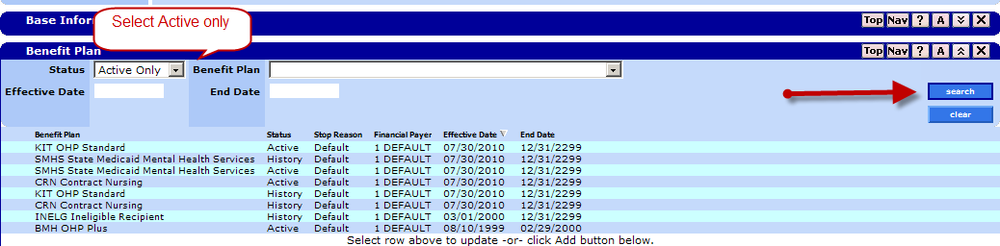 Select Active only
Base Inform Top Nav ? A X
Benefit Plan Top Nav ? A X
Status Active Only Benefit Plan
Effective Date End Date search
clear
Benefit Plan Status Stop Reason Financial Payer Effective Date End Date
KIT OHP Standard Active Default 1 DEFAULT 07/30/2010 12/31/2299
SMHS State Medicaid Mental Health Services History Default 1 DEFAULT 07/30/2010 12/31/2299
SMHS State Medicaid Mental Health Services Active Default 1 DEFAULT 07/30/2010 12/31/2299
CRN Contract Nursing Active Default 1 DEFAULT 07/30/2010 12/31/2299
KIT OHP Standard History Default 1 DEFAULT 07/30/2010 12/31/2299
CRN Contract Nursing History Default 1 DEFAULT 07/30/2010 12/31/2299
INELG Ineligible Recipient History Default 1 DEFAULT 03/01/2000 12/31/2299
BMH OHP Plus Active Default 1 DEFAULT 08/10/1999 02/29/2000
Select row above to update -or- click Add button below.